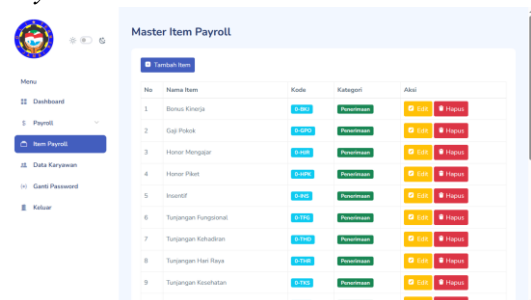 Master Item Payroll
Tambah Item
Menu
Dashboard
$ Payroll
Item Payroll
Data Karyawan
Ganti Password
Keluar
No Nama Item Kode Kategori Aksi
1 Bonus Kinerja Penerimaan Edit Hapus
2 Gaji Pokok D-GPO Penerimaan Edit Hapus
3 Honor Mengajar D-HJR Penerimaan Edit Hapus
4 Honor Piket D-HPK Penerimaan Edit Hapus
5 Insentif D-INS Penerimaan Edit Hapus
6 Tunjangan Fungsional D-TFG Penerimaan Edit Hapus
7 Tunjangan Kehadiran Penerimaan Edit Hapus
8 Tunjangan Hari Raya D-THR Penerimaan Edit Hapus
9 Tunjangan Kesehatan D-TKS Penerimaan Edit Hapus